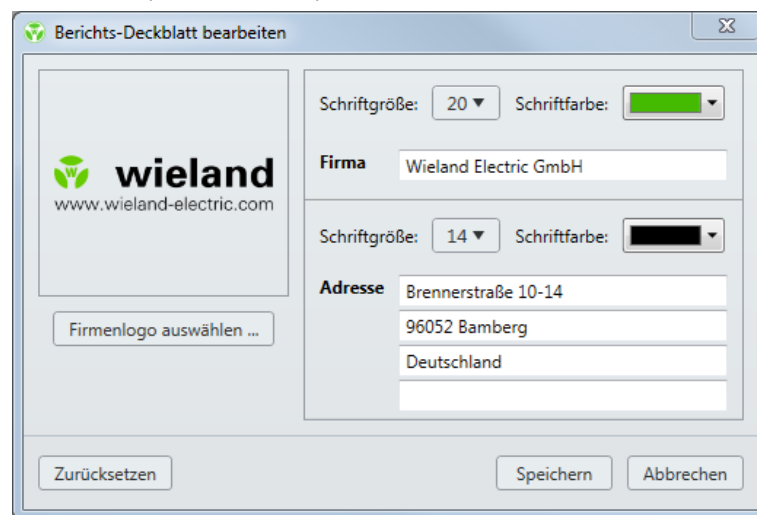 Berichts-Deckblatt bearbeiten
wieland
www.wieland-electric.com
Firmenlogo auswählen ...
Schriftgröße: 20 Schriftfarbe:
Firma Wieland Electric GmbH
Schriftgröße: 14 Schriftfarbe:
Adresse Brennerstraße 10-14
96052 Bamberg
Deutschland
Zurücksetzen Speichern Abbrechen